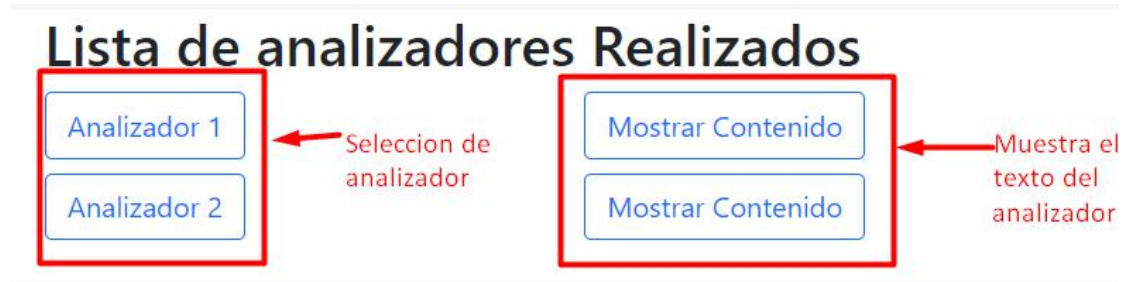 Lista de analizadores Realizados
Analizador 1
Mostrar Contenido
Seleccion de
analizador
Muestra el
texto del
analizador
Analizador 2
Mostrar Contenido